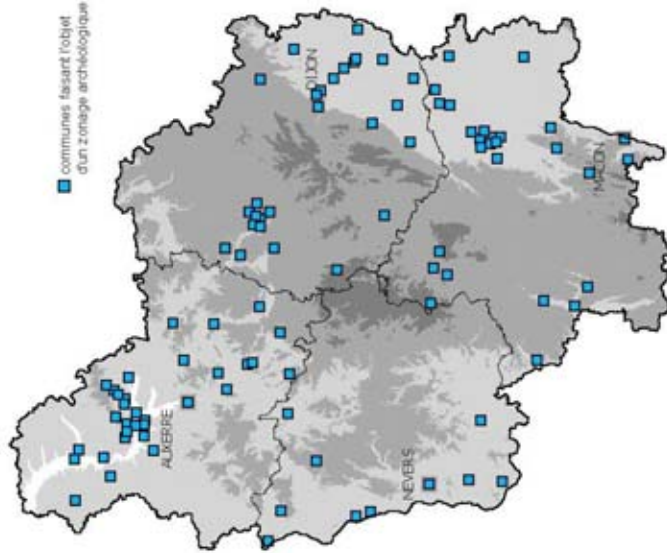 communes faisant l'objet
d'un zonage archéologique
DIJON
AUXERRE
NEVERS
MACON